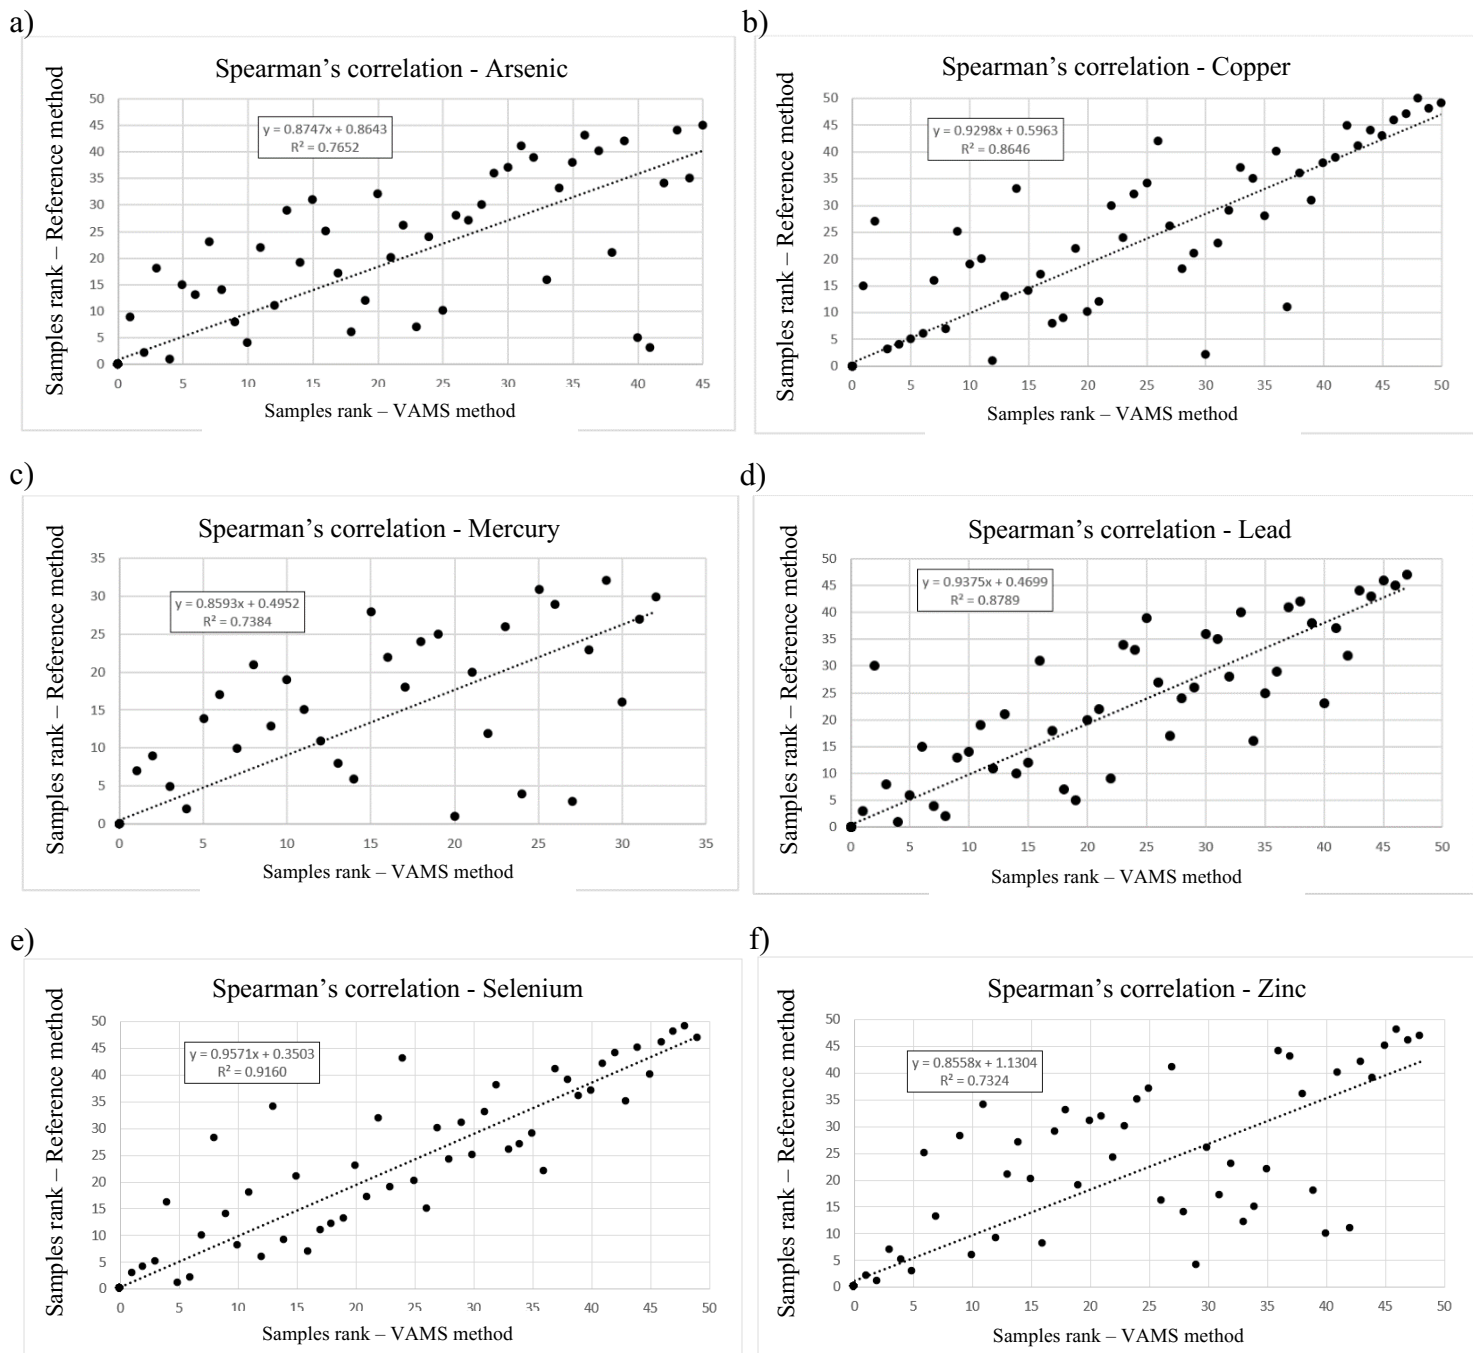 a)
Spearman's correlation - Arsenic
Samples rank – Reference method
50
45
40
35
30
25
20
15
10
5
0
y = 0.8747x + 0.8643
R² = 0.7652
0 5 10 15 20 25 30 35 40 45
Samples rank – VAMS method
b)
Spearman's correlation - Copper
Samples rank – Reference method
50
45
40
35
30
25
20
15
10
5
0
y = 0.9298x + 0.5963
R² = 0.8646
0 5 10 15 20 25 30 35 40 45 50
Samples rank – VAMS method
c)
Spearman's correlation - Mercury
Samples rank – Reference method
35
30
25
20
15
10
5
0
y = 0.8593x + 0.4952
R² = 0.7384
0 5 10 15 20 25 30 35
Samples rank – VAMS method
d)
Spearman's correlation - Lead
Samples rank – Reference method
50
45
40
35
30
25
20
15
10
5
0
y = 0.9375x + 0.4699
R² = 0.8789
0 5 10 15 20 25 30 35 40 45 50
Samples rank – VAMS method
e)
Spearman's correlation - Selenium
Samples rank – Reference method
50
45
40
35
30
25
20
15
10
5
0
y = 0.9571x + 0.3503
R² = 0.9160
0 5 10 15 20 25 30 35 40 45 50
Samples rank – VAMS method
f)
Spearman's correlation - Zinc
Samples rank – Reference method
50
45
40
35
30
25
20
15
10
5
0
y = 0.8558x + 1.1304
R² = 0.7324
0 5 10 15 20 25 30 35 40 45 50
Samples rank – VAMS method